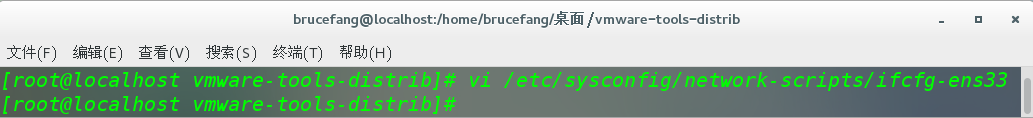 brucefang@localhost:/home/brucefang/桌面/vmware-tools-distrib
文件(F) 编辑(E) 查看(V) 搜索(S) 终端(T) 帮助(H)
[root@localhost vmware-tools-distrib]# vi /etc/sysconfig/network-scripts/ifcfg-ens33
[root@localhost vmware-tools-distrib]#